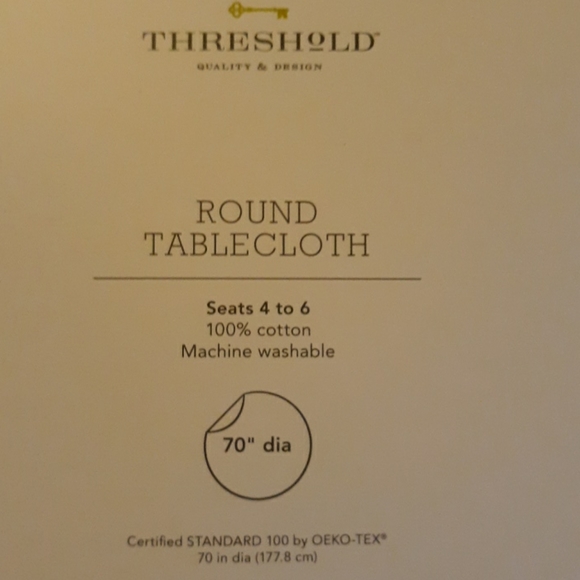 THRESHOLD™
QUALITY & DESIGN
ROUND
TABLECLOTH
Seats 4 to 6
100% cotton
Machine washable
70" dia
Certified STANDARD 100 by OEKO-TEX®
70 in dia (177.8 cm)